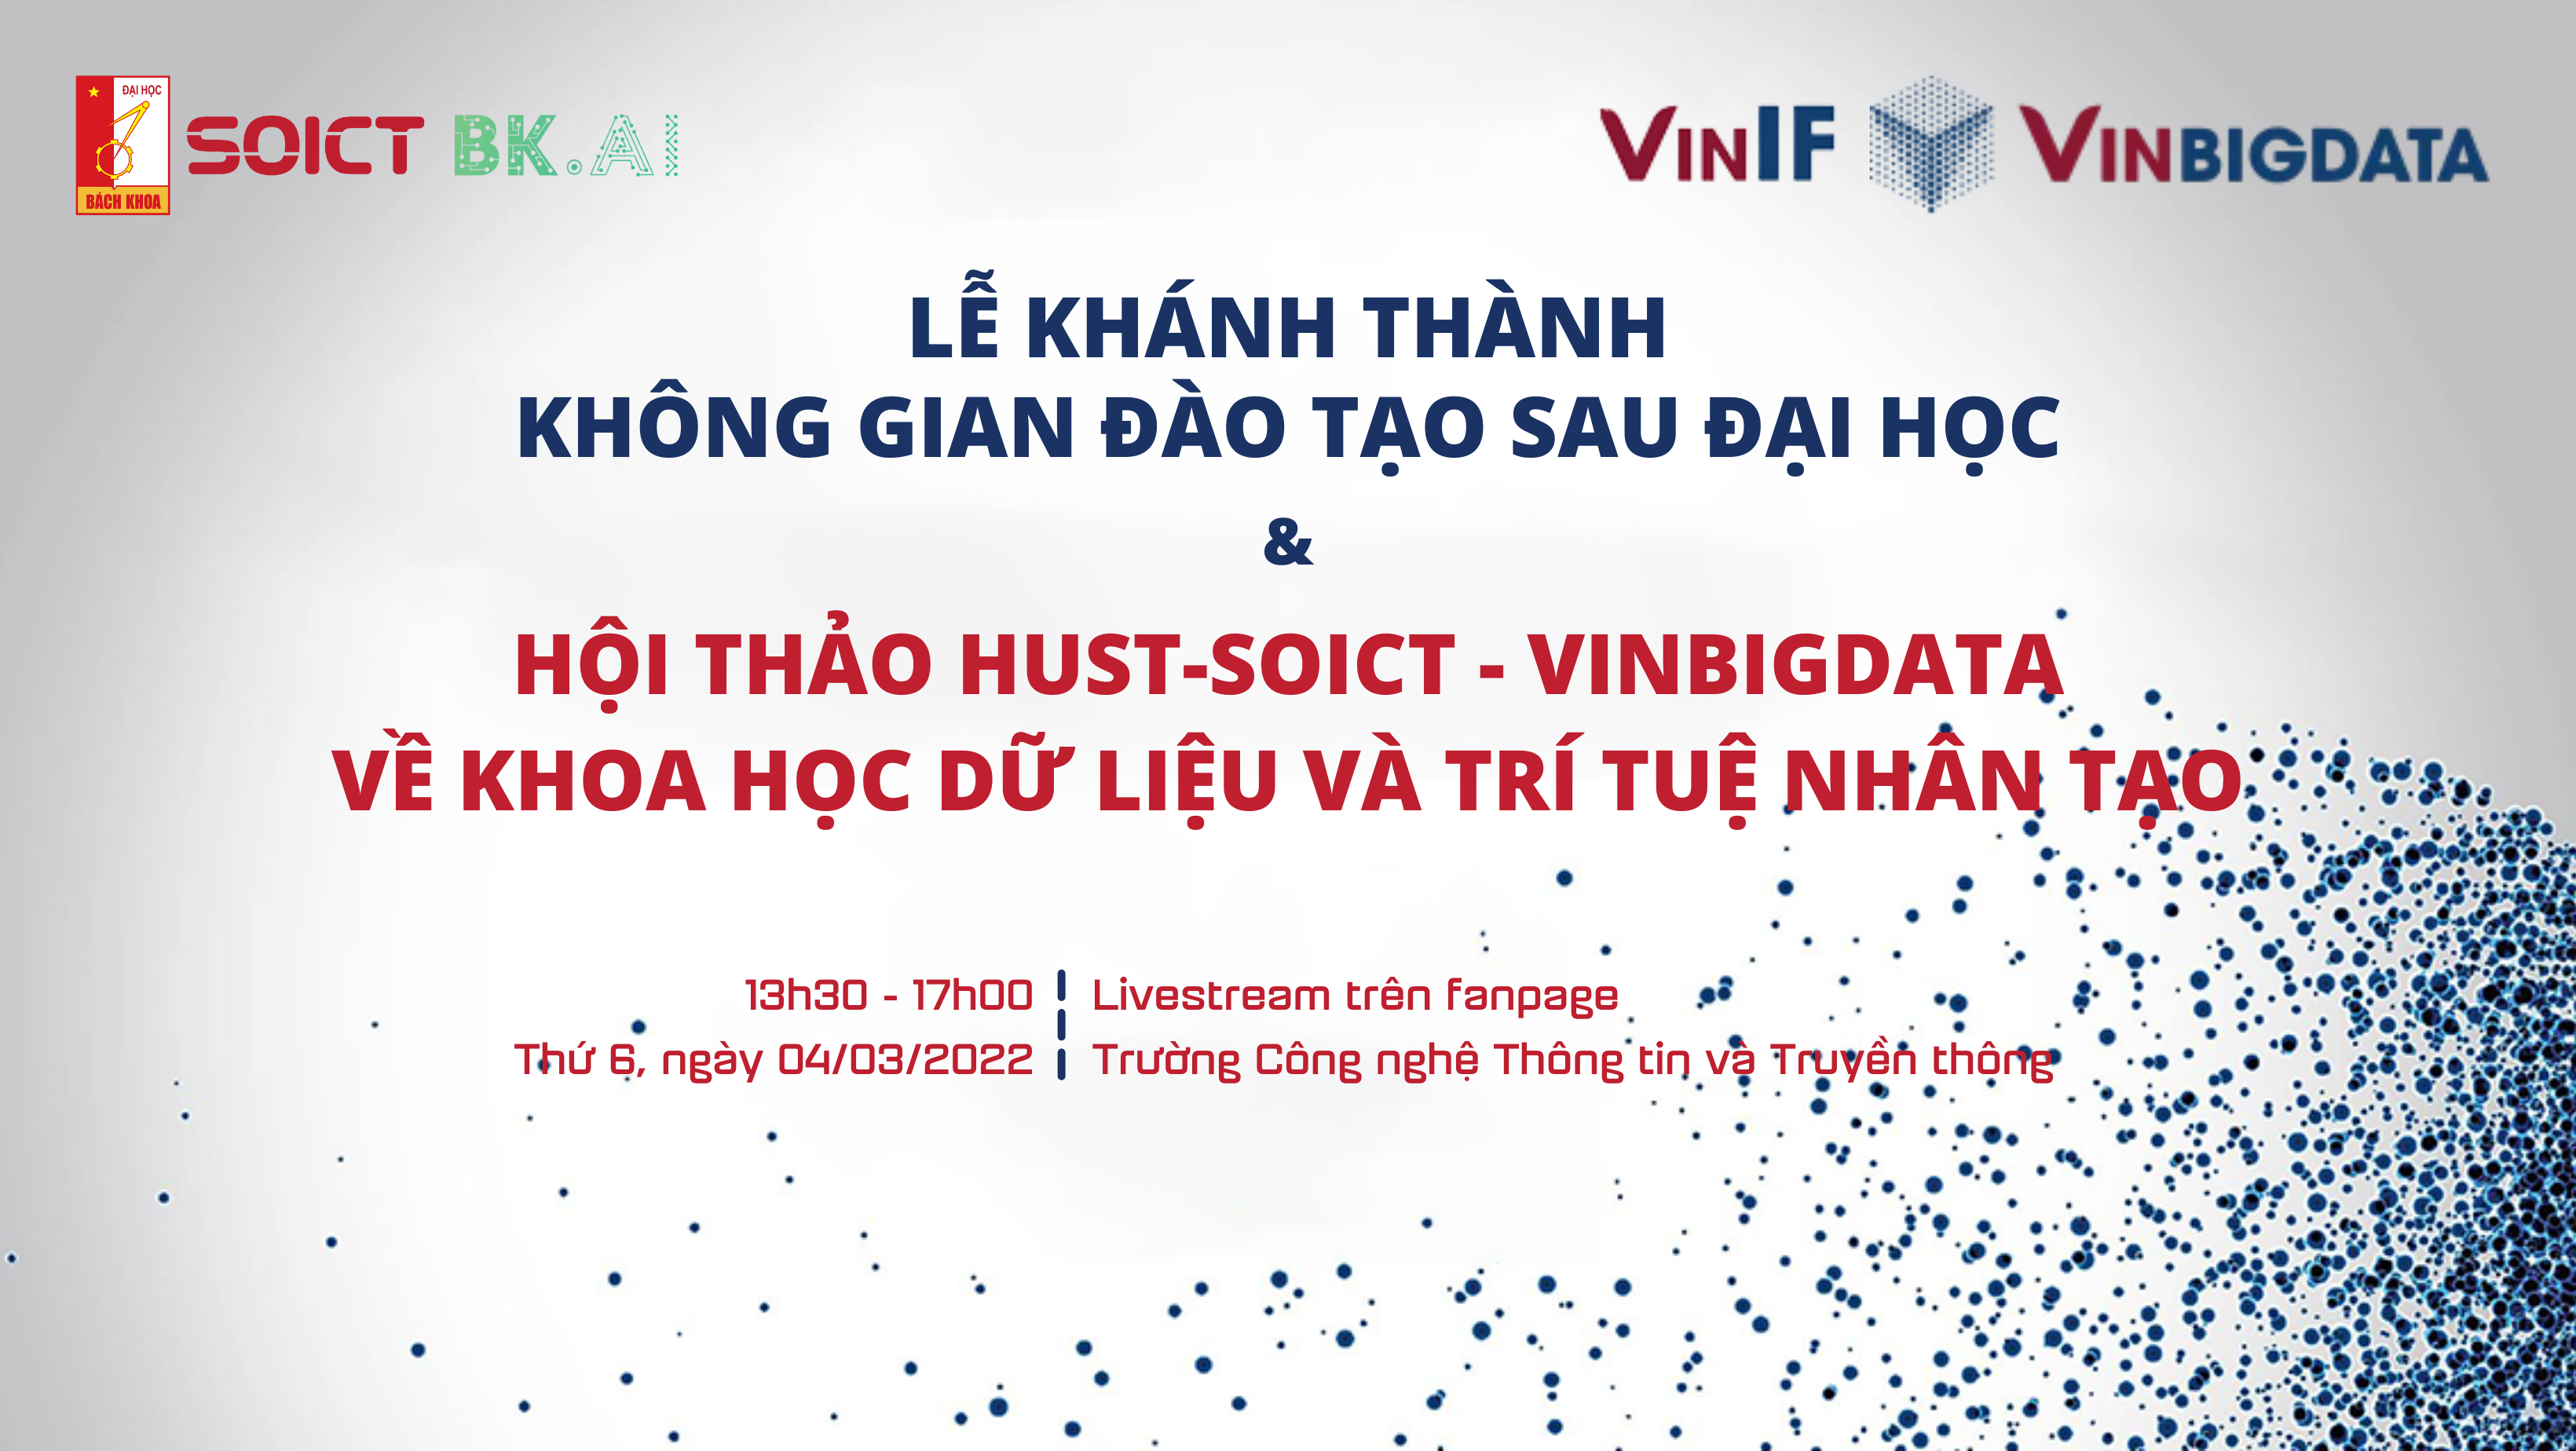 ĐẠI HỌC
BÁCH KHOA
SOICT BK.AI
VINIF VINBIGDATA
LỄ KHÁNH THÀNH
KHÔNG GIAN ĐÀO TẠO SAU ĐẠI HỌC
&
HỘI THẢO HUST-SOICT - VINBIGDATA
VỀ KHOA HỌC DỮ LIỆU VÀ TRÍ TUỆ NHÂN TẠO
13h30 - 17h00
Thứ 6, ngày 04/03/2022
Livestream trên fanpage
Trường Công nghệ Thông tin và Truyền thông